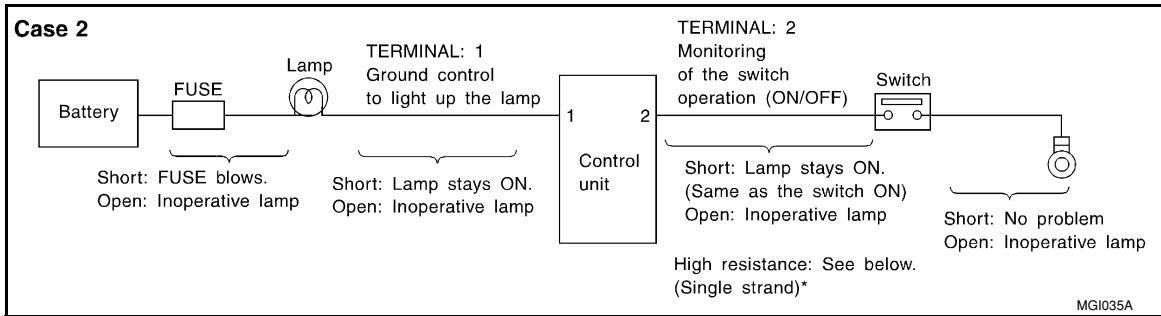 Case 2
Battery
FUSE
Lamp
TERMINAL: 1
Ground control
to light up the lamp
1
2
Control
unit
TERMINAL: 2
Monitoring
of the switch
operation (ON/OFF)
Switch
Short: FUSE blows.
Open: Inoperative lamp
Short: Lamp stays ON.
Open: Inoperative lamp
Short: Lamp stays ON.
(Same as the switch ON)
Open: Inoperative lamp
High resistance: See below.
(Single strand)*
Short: No problem
Open: Inoperative lamp
MGI035A